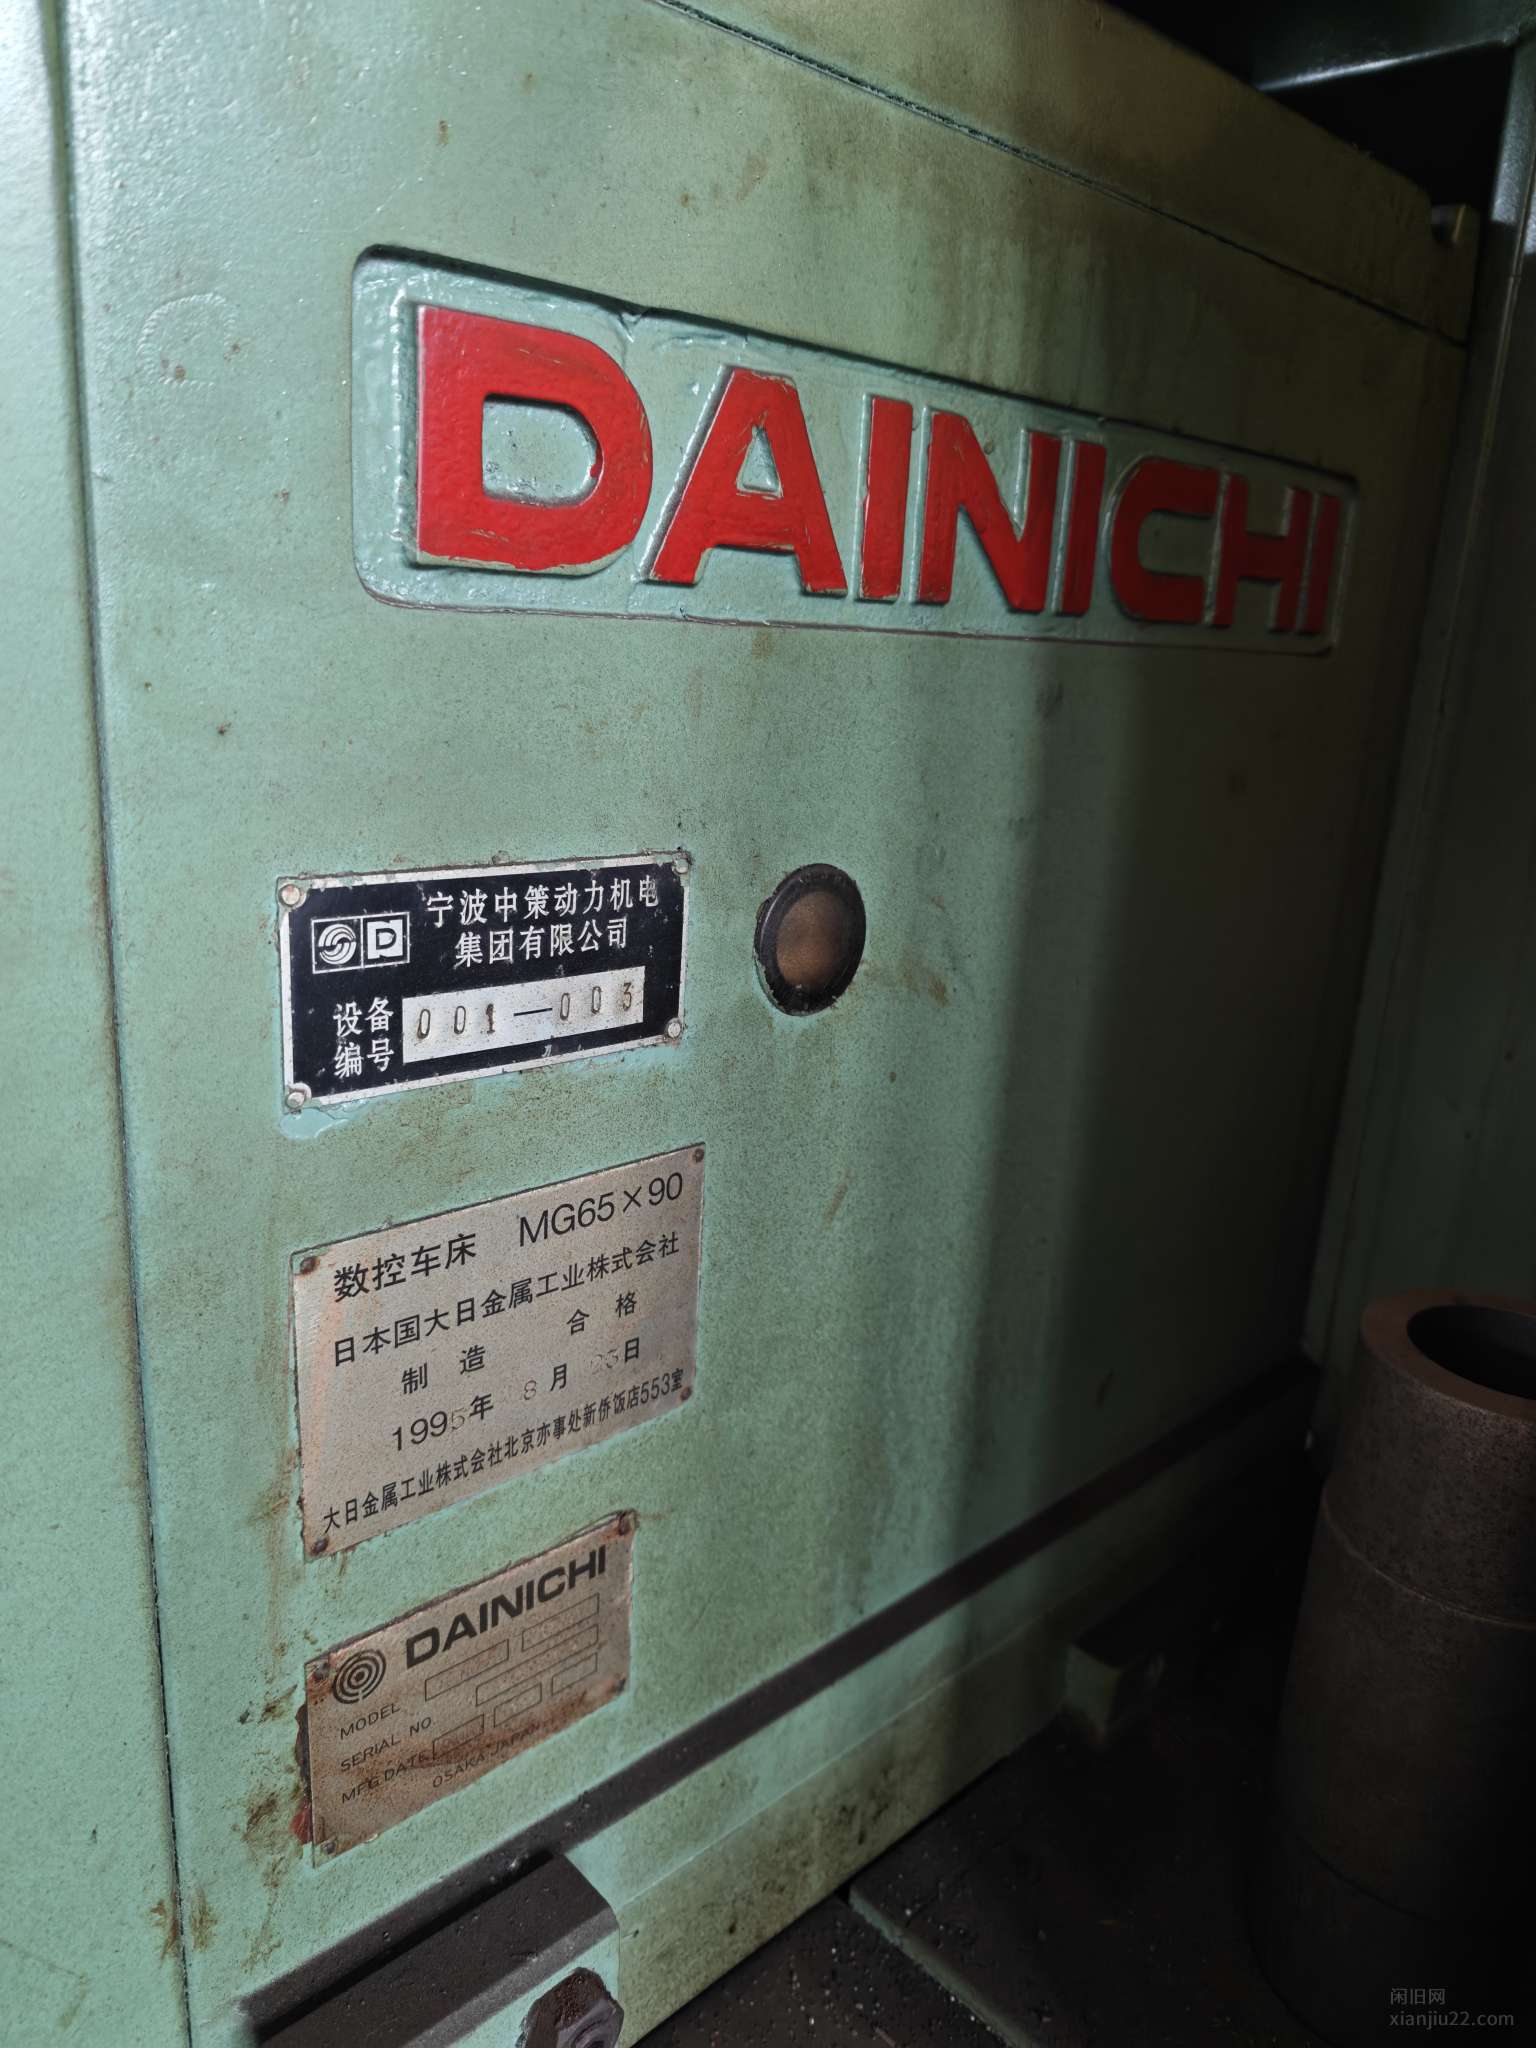 DAINICHI
宁波中策动力机电
集团有限公司
设备
编号
001—003
数控车床 MG65×90
日本国大日金属工业株式会社
制 造 合 格
1995年 8月 23日
大日金属工业株式会社北京亦事处新侨饭店553室
DAINICHI
MODEL
SERIAL NO
MFG.DATE
OSAKA JAPAN
闲旧网
xianjiu22.com